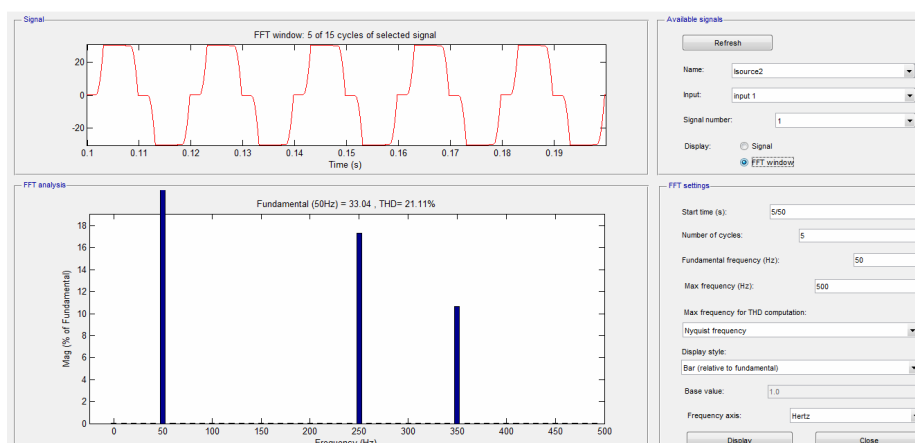 Signal
FFT window: 5 of 15 cycles of selected signal
20
0
-20
0.1 0.11 0.12 0.13 0.14 0.15 0.16 0.17 0.18 0.19
Time (s)
FFT analysis
Fundamental (50Hz) = 33.04 , THD= 21.11%
Mag (% of Fundamental)
18
16
14
12
10
8
6
4
2
0
0 50 100 150 200 250 300 350 400 450 500
Frequency (Hz)
Available signals
Refresh
Name: Isource2
Input: input 1
Signal number: 1
Display: Signal
FFT window
FFT settings
Start time (s): 5/50
Number of cycles: 5
Fundamental frequency (Hz): 50
Max frequency (Hz): 500
Max frequency for THD computation:
Nyquist frequency
Display style:
Bar (relative to fundamental)
Base value: 1.0
Frequency axis: Hertz
Display Close